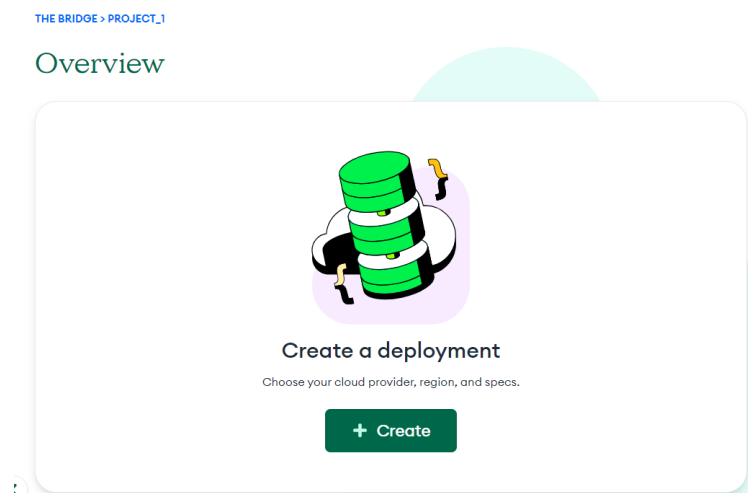 THE BRIDGE > PROJECT_1
Overview
Create a deployment
Choose your cloud provider, region, and specs.
+ Create